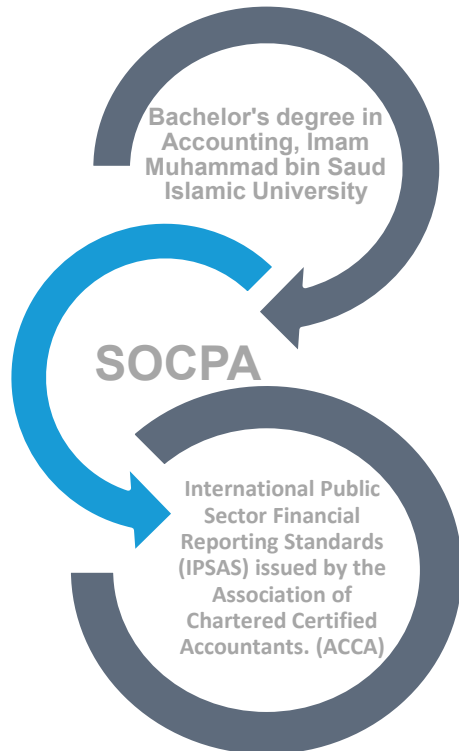 Bachelor's degree in
Accounting, Imam
Muhammad bin Saud
Islamic University
SOCPA
International Public
Sector Financial
Reporting Standards
(IPSAS) issued by the
Association of
Chartered Certified
Accountants. (ACCA)